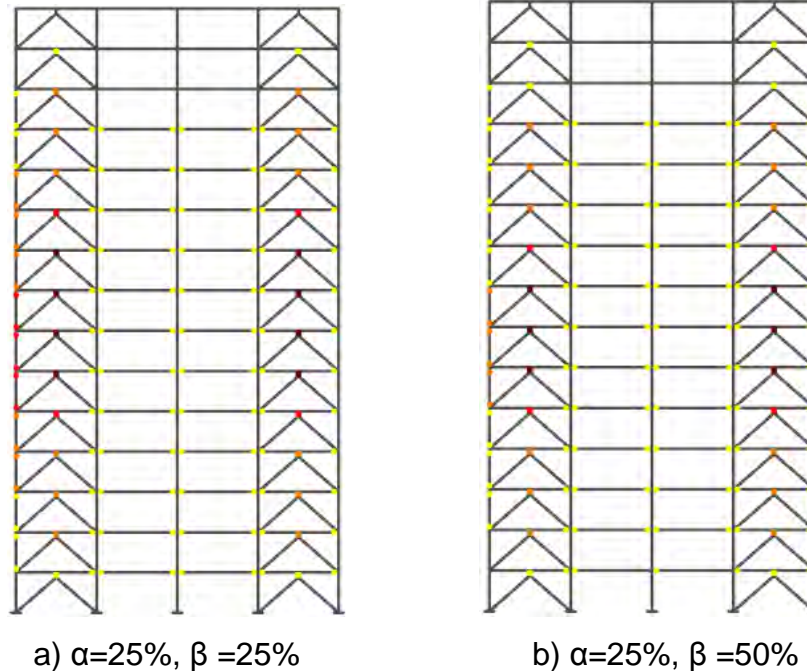 a) α=25%, β =25%
b) α=25%, β =50%